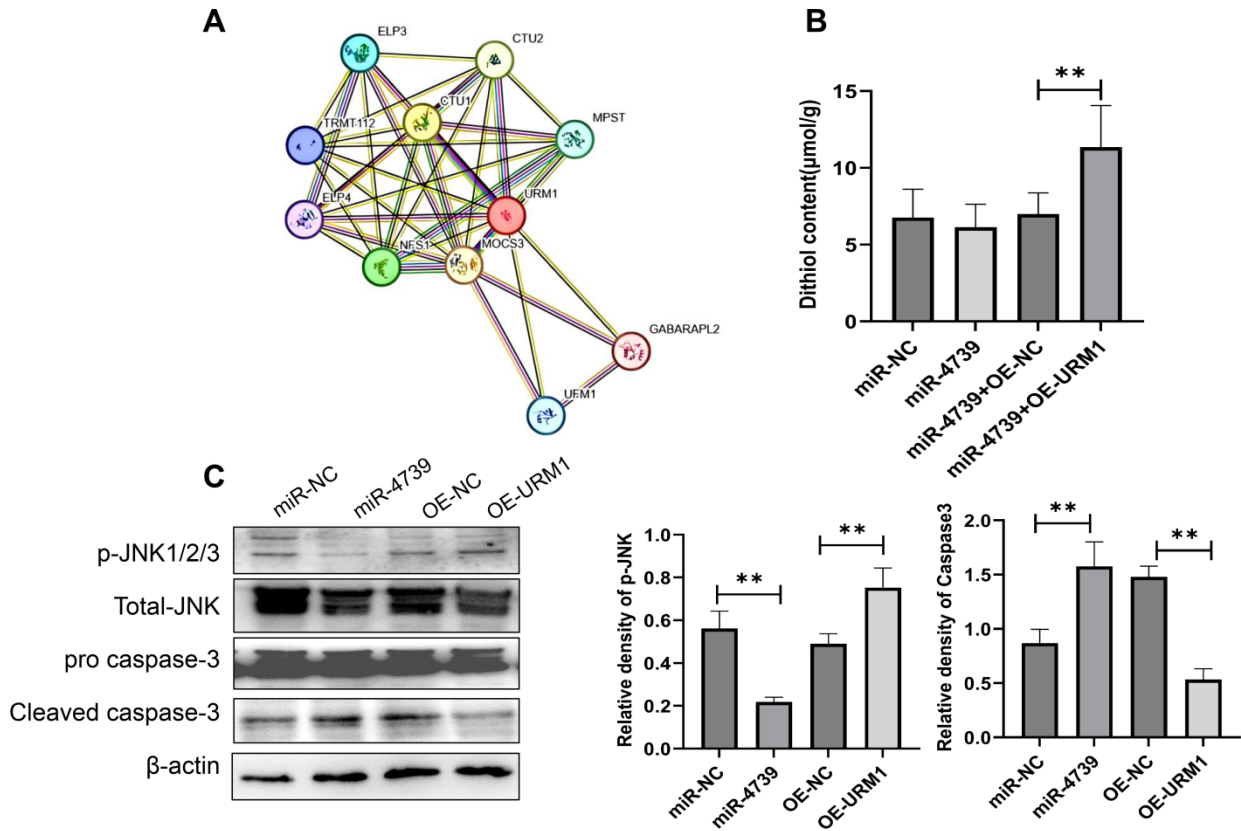 A
ELP3
CTU2
CTU1
TRMT112
MPST
ELP4
URM1
NFS1
MOCS3
GABARAPL2
UFM1
B
**
Dithiol content(μmol/g)
15
10
5
0
miR-NC
miR-4739
miR-4739+OE-NC
miR-4739+OE-URM1
C
miR-NC
miR-4739
OE-NC
OE-URM1
p-JNK1/2/3
Total-JNK
pro caspase-3
Cleaved caspase-3
β-actin
Relative density of p-JNK
1.0
0.8
0.6
0.4
0.2
0.0
**
**
miR-NC
miR-4739
OE-NC
OE-URM1
Relative density of Caspase3
2.0
1.5
1.0
0.5
0.0
**
**
miR-NC
miR-4739
OE-NC
OE-URM1